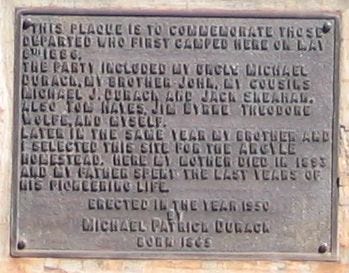 THIS PLAQUE IS TO COMMEMORATE THOSE
DEPARTED WHO FIRST CAMPED HERE ON MAY
TH 1886.
THE PARTY INCLUDED MY UNCLE MICHAEL
DURACK, MY BROTHER-JOHN, MY COUSINS
MICHAEL J. DURACK, AND JACK SKEAHAN.
ALSO TOM HAYES, JIM BYRNE THEODORE
WOLFE, AND MYSELF.
LATER IN THE SAME YEAR MY BROTHER AND
I SELECTED THIS SITE FOR THE ARGYLE
HOMESTEAD. HERE MY MOTHER DIED IN 1893
AND MY FATHER SPENT THE LAST YEARS OF
HIS PIONEERING LIFE.
ERECTED IN THE YEAR 1950
BY
MICHAEL PATRICK DURACK
BORN 1865